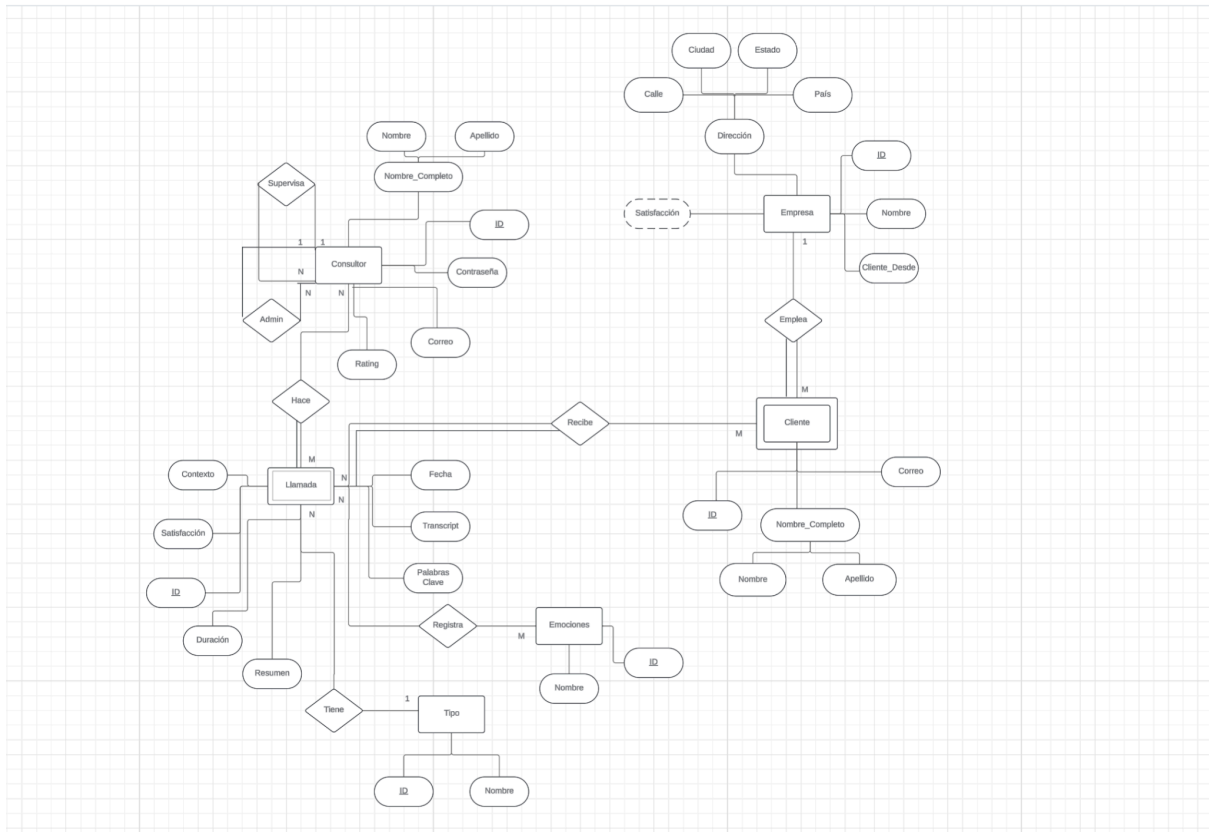 Ciudad
Estado
Calle
País
Dirección
Nombre
Apellido
ID
Nombre_Completo
Supervisa
Satisfacción
Empresa
Nombre
ID
1
1
1
Consultor
Contraseña
Cliente_Desde
N
N
N
Admin
Emplea
Correo
Rating
M
Hace
Recibe
Cliente
M
M
Contexto
N
Fecha
Correo
Llamada
N
N
ID
Satisfacción
Transcript
Nombre_Completo
Palabras
Clave
ID
Nombre
Apellido
Duración
Registra
Emociones
M
Resumen
ID
Nombre
1
Tiene
Tipo
ID
Nombre